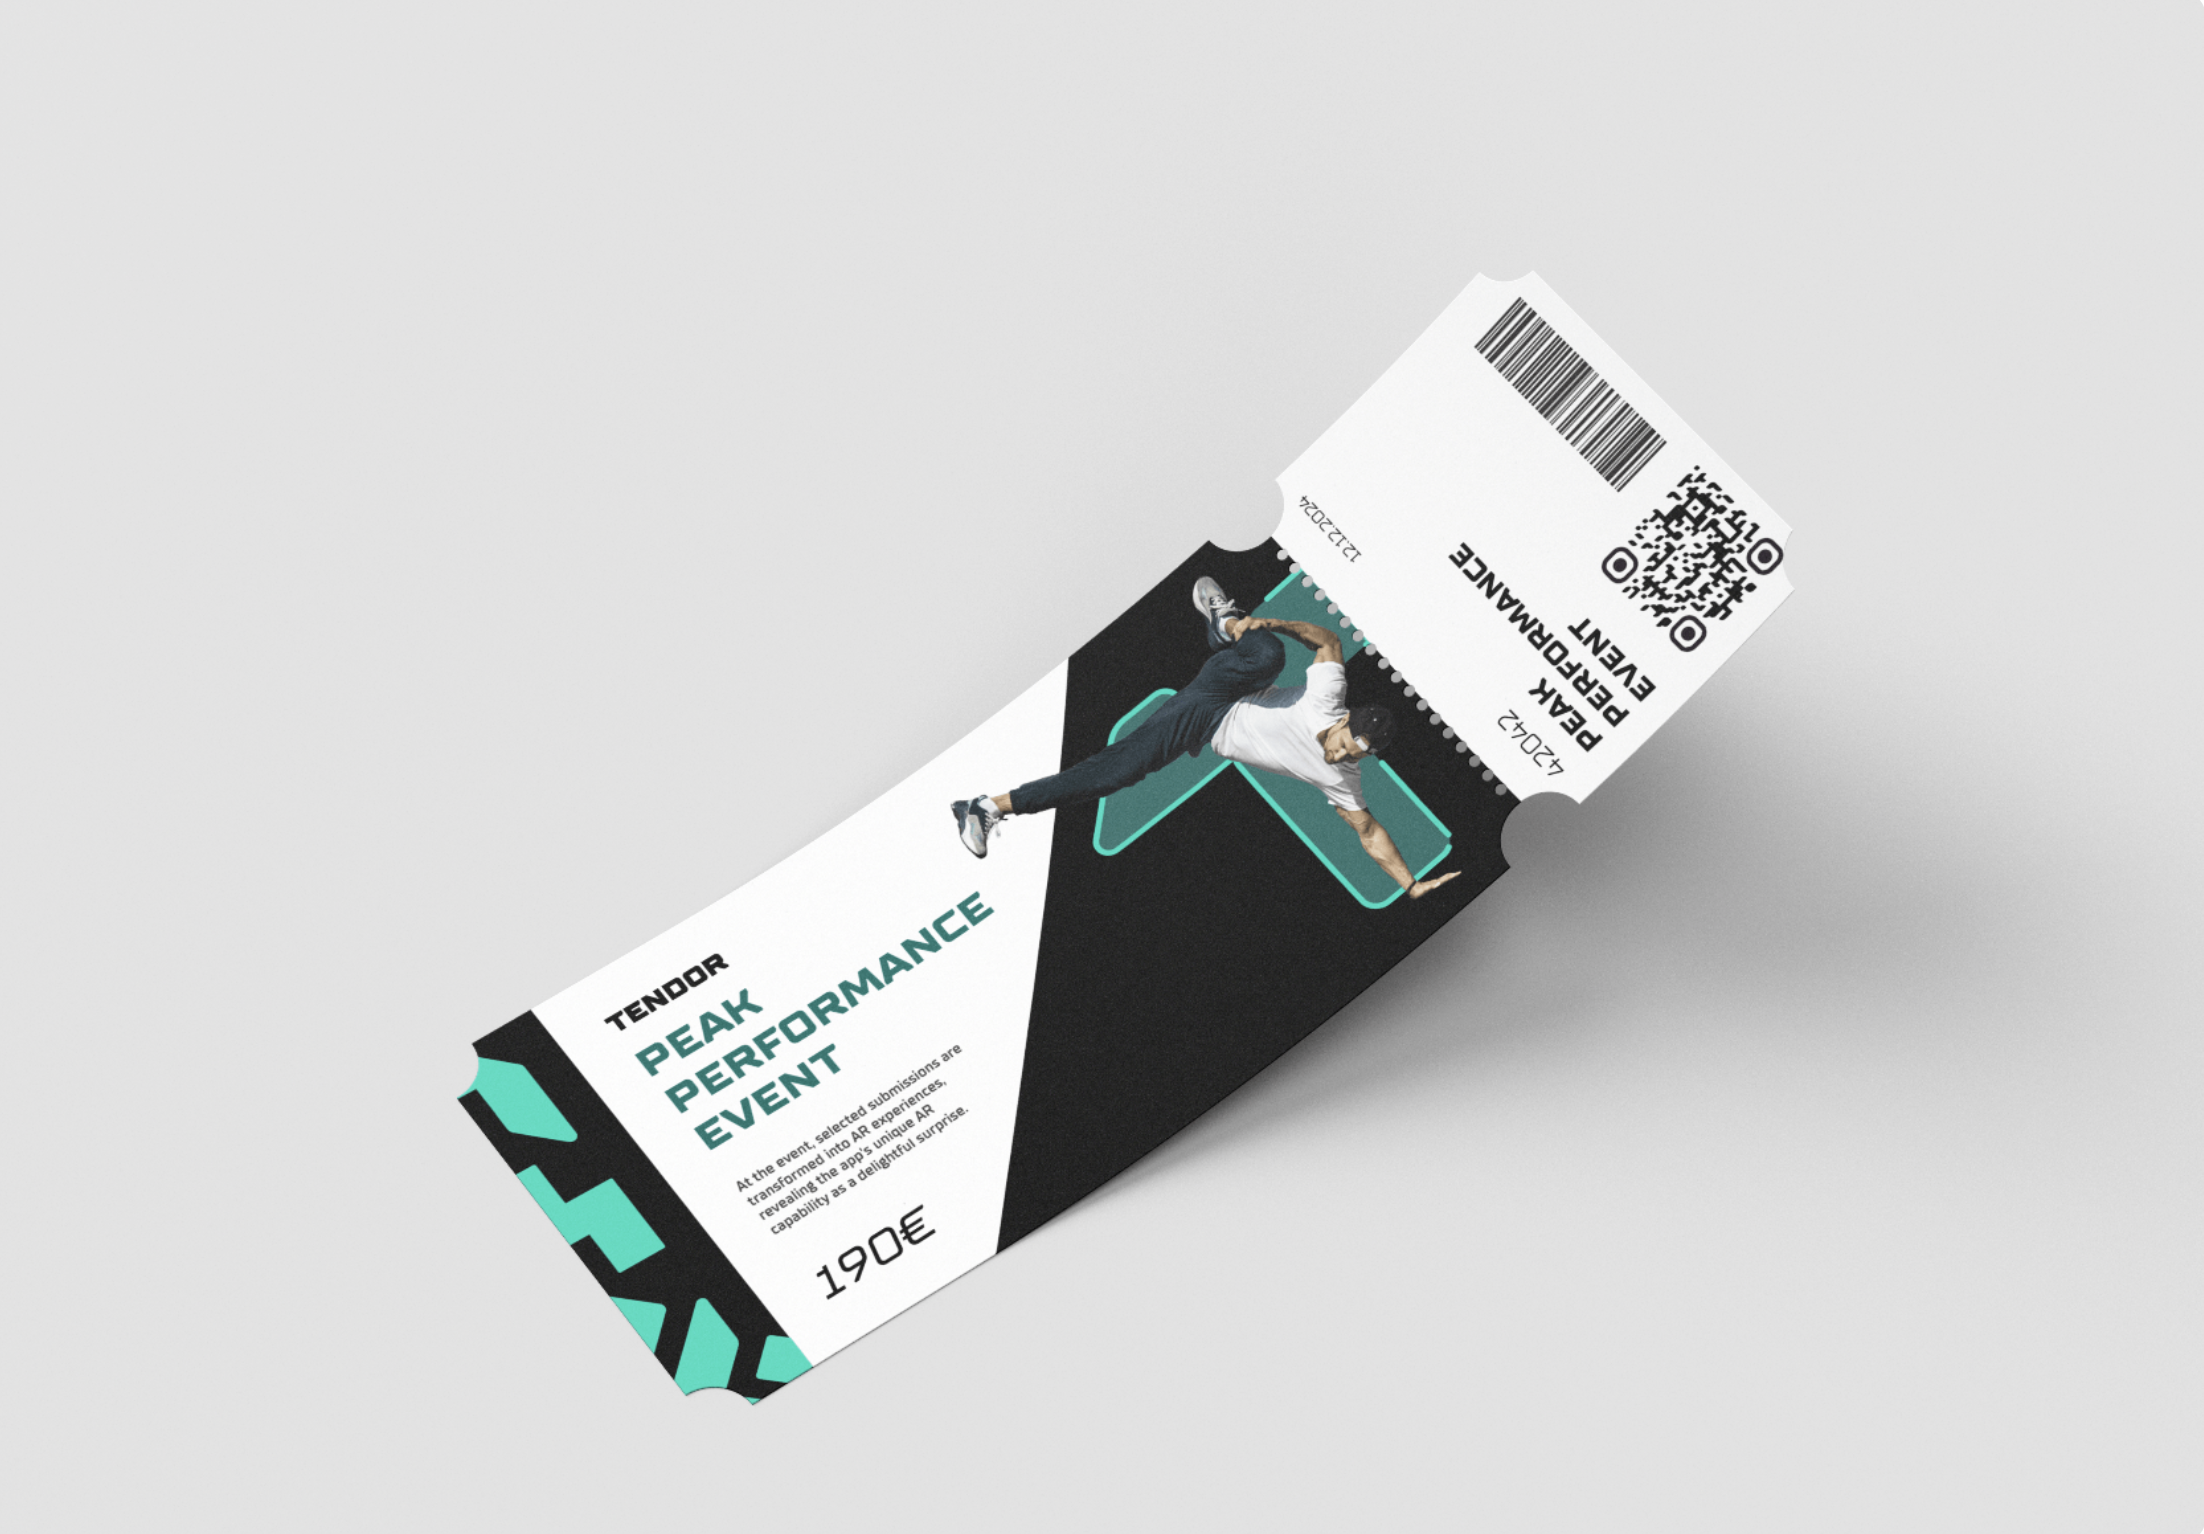 TENDOR
PEAK
PERFORMANCE
EVENT
At the event, selected submissions are
transformed into AR experiences,
revealing the app's unique AR
capability as a delightful surprise.
190€
42042
PEAK
PERFORMANCE
EVENT
12.12.2024